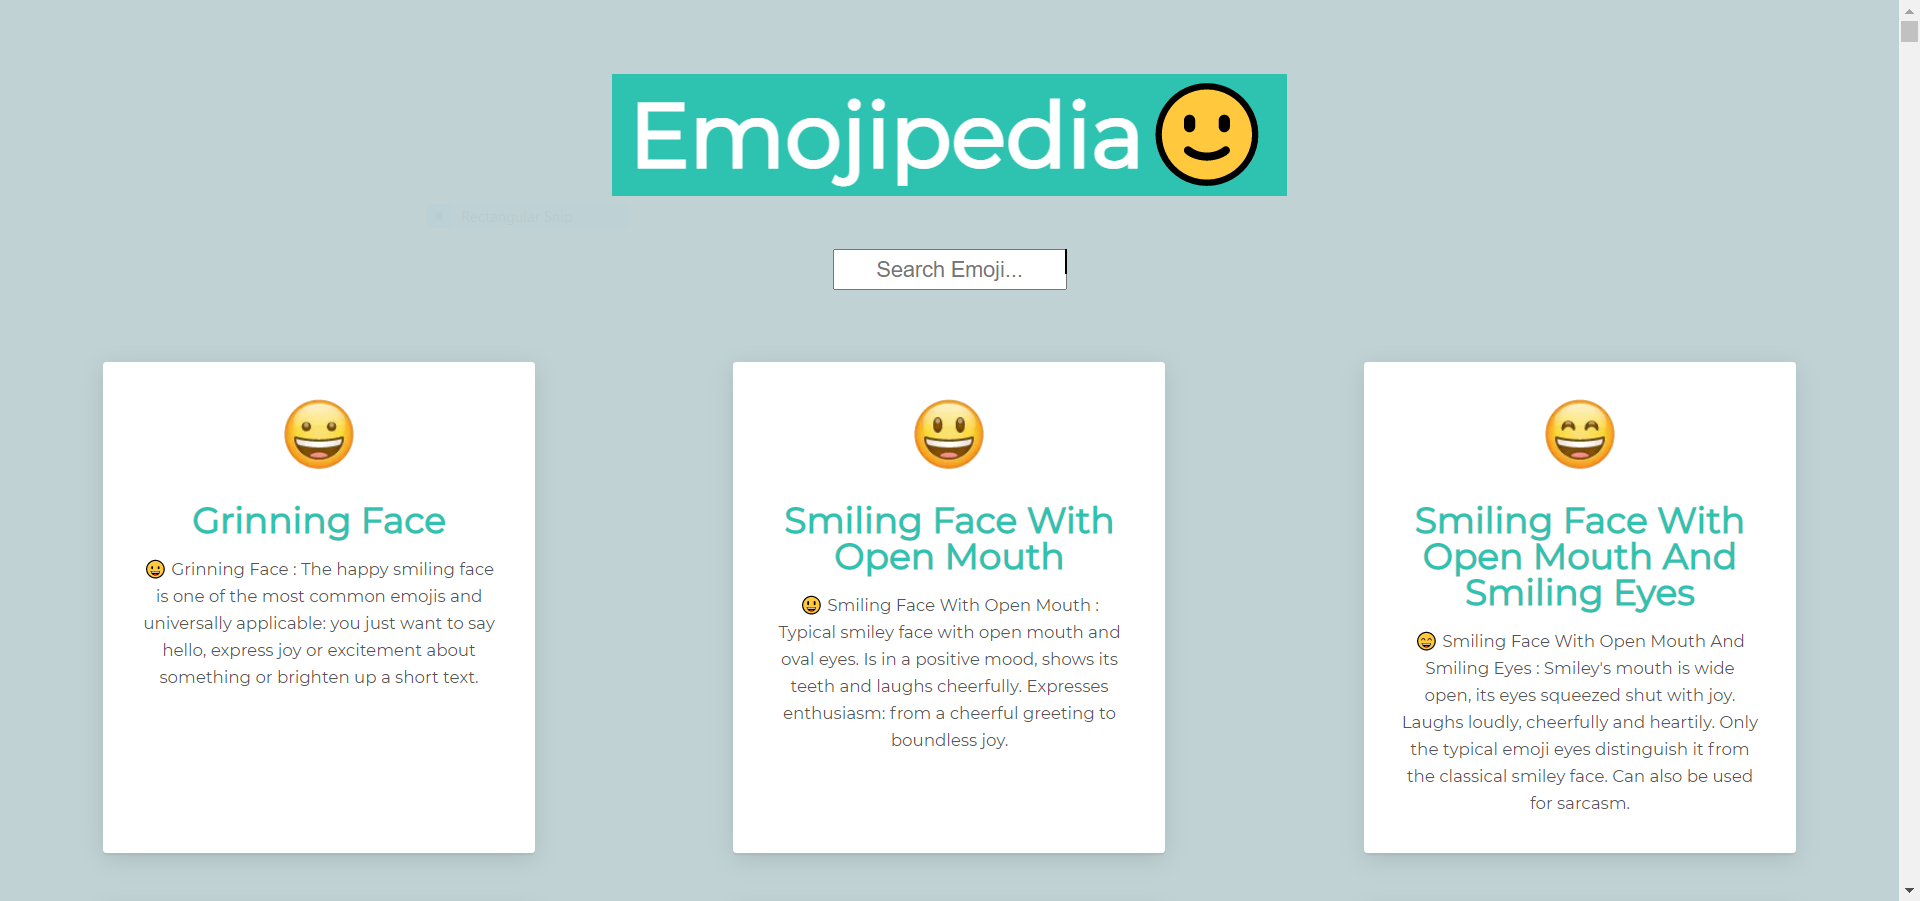 Emojipedia🙂
Rectangular Snip
Search Emoji...
Grinning Face
😀 Grinning Face : The happy smiling face
is one of the most common emojis and
universally applicable: you just want to say
hello, express joy or excitement about
something or brighten up a short text.
Smiling Face With
Open Mouth
😃 Smiling Face With Open Mouth :
Typical smiley face with open mouth and
oval eyes. Is in a positive mood, shows its
teeth and laughs cheerfully. Expresses
enthusiasm: from a cheerful greeting to
boundless joy.
Smiling Face With
Open Mouth And
Smiling Eyes
😄 Smiling Face With Open Mouth And
Smiling Eyes : Smiley's mouth is wide
open, its eyes squeezed shut with joy.
Laughs loudly, cheerfully and heartily. Only
the typical emoji eyes distinguish it from
the classical smiley face. Can also be used
for sarcasm.